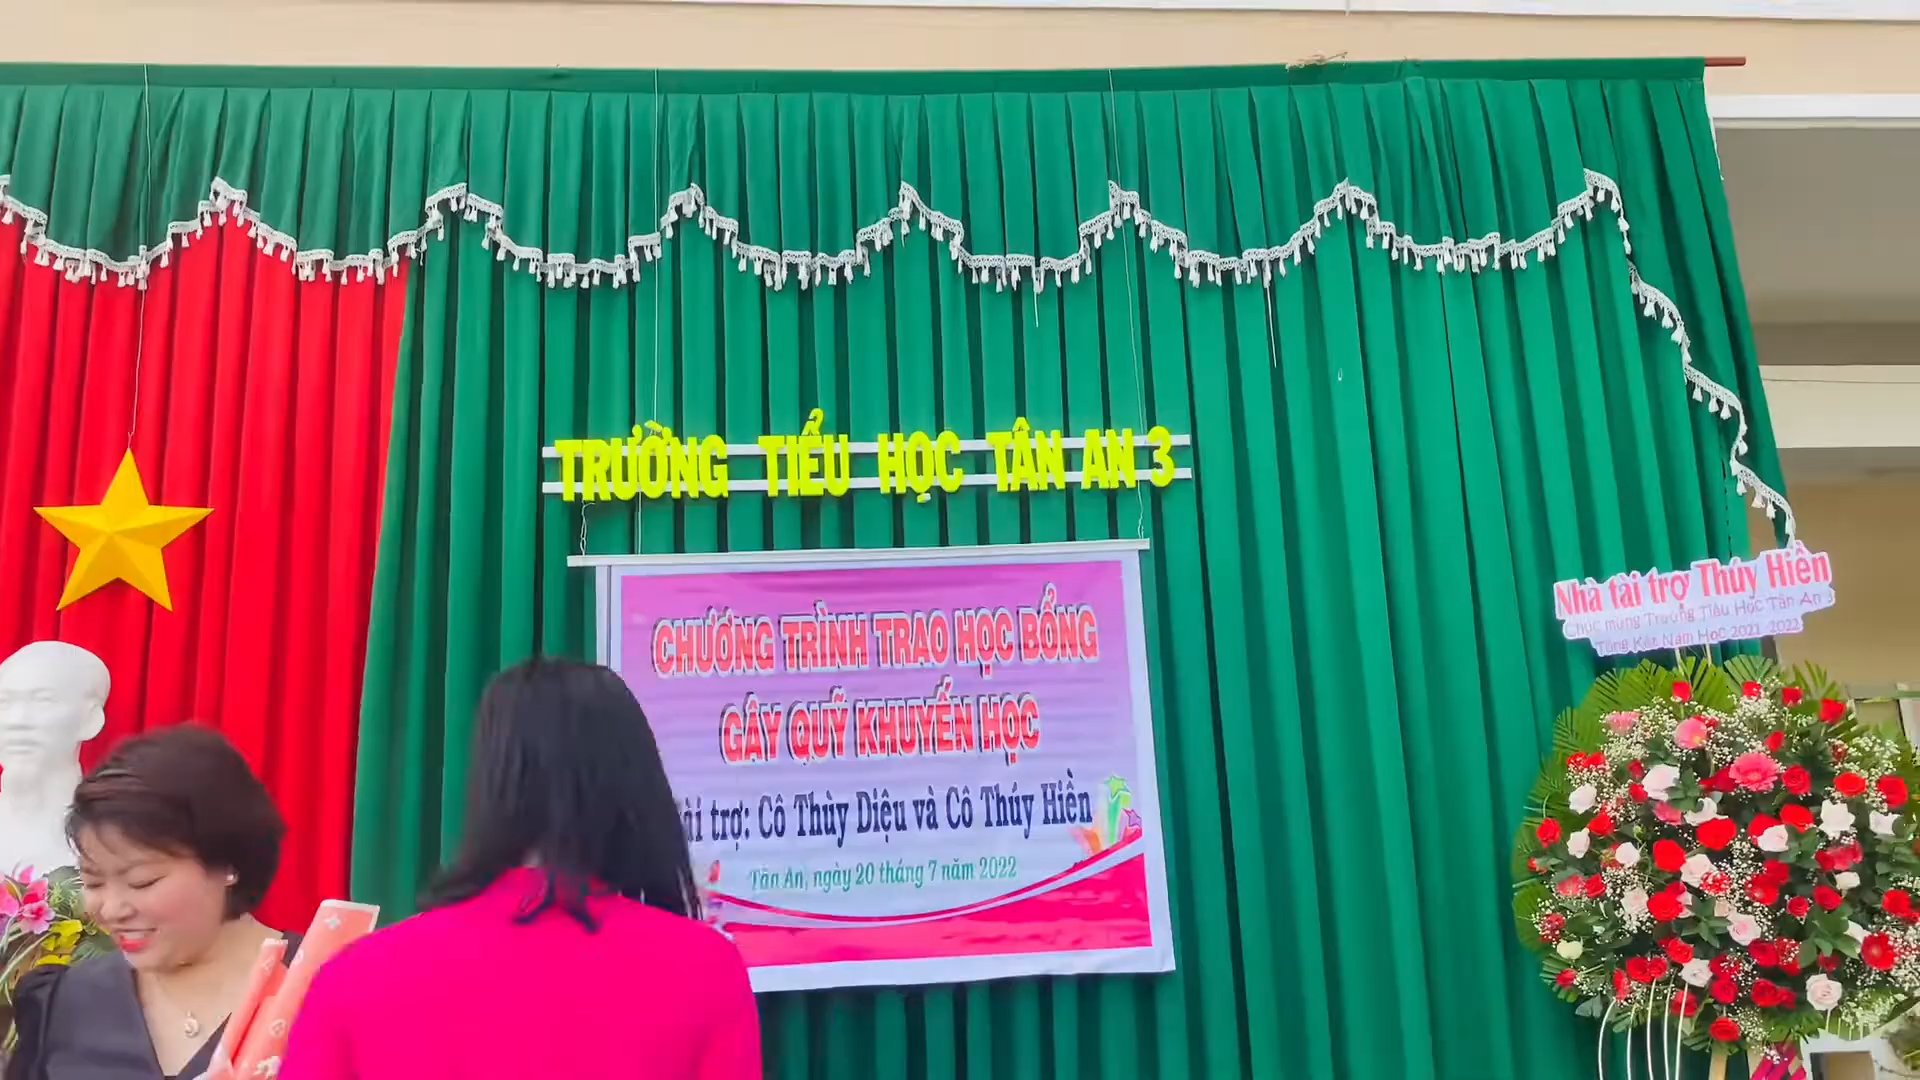 TRƯỜNG TIỂU HỌC TÂN AN 3
CHƯƠNG TRÌNH TRAO HỌC BỔNG
GÂY QUỸ KHUYẾN HỌC
tài trợ: Cô Thùy Diệu và Cô Thúy Hiền
Tân An, ngày 20 tháng 7 năm 2022
Nhà tài trợ Thúy Hiền
Chúc mừng Trường Tiểu Học Tân An 3
Tổng Kết Năm Học 2021-2022